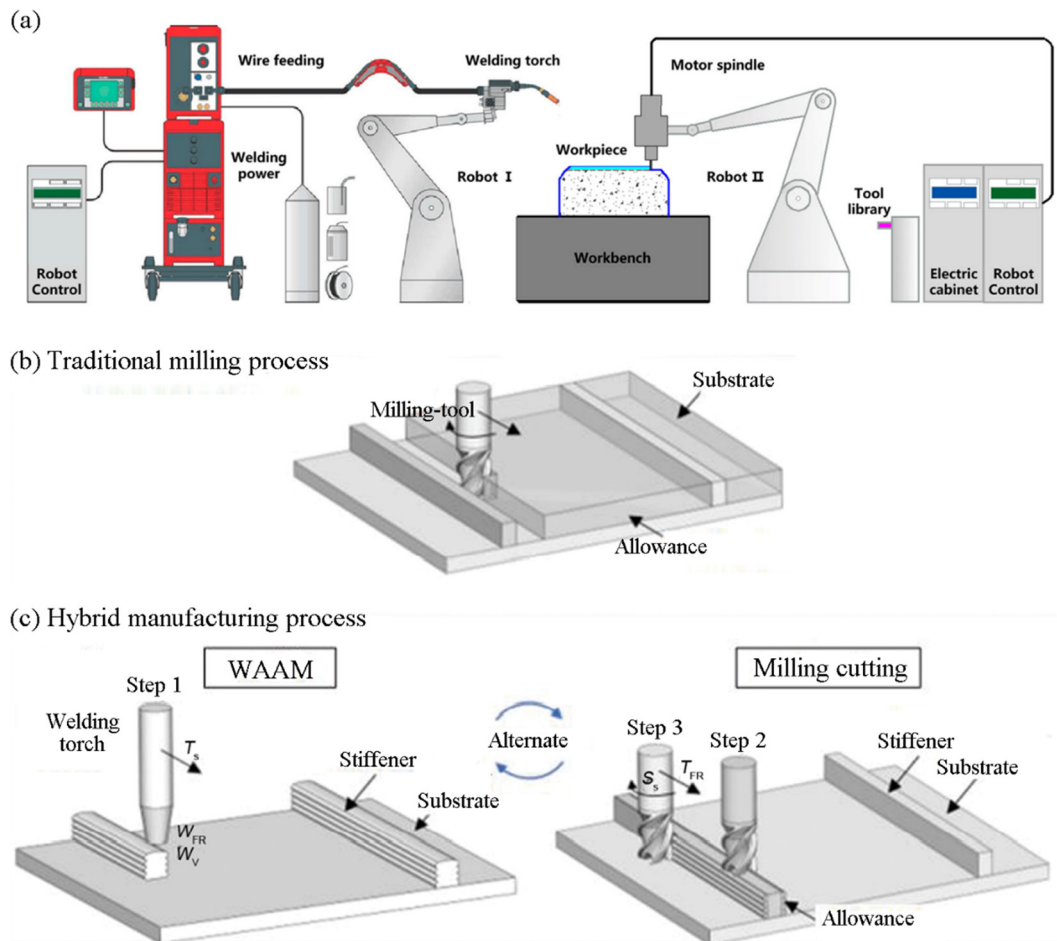 (a)
Wire feeding
Welding torch
Motor spindle
Welding
power
Robot I
Workpiece
Robot II
Tool
library
Robot
Control
Workbench
Electric
cabinet
Robot
Control
(b) Traditional milling process
Substrate
Milling-tool
Allowance
(c) Hybrid manufacturing process
WAAM
Milling cutting
Step 1
Welding
torch
Ts
Stiffener
Substrate
WFR
WV
Alternate
Step 3
Step 2
Ss
TFR
Stiffener
Substrate
Allowance